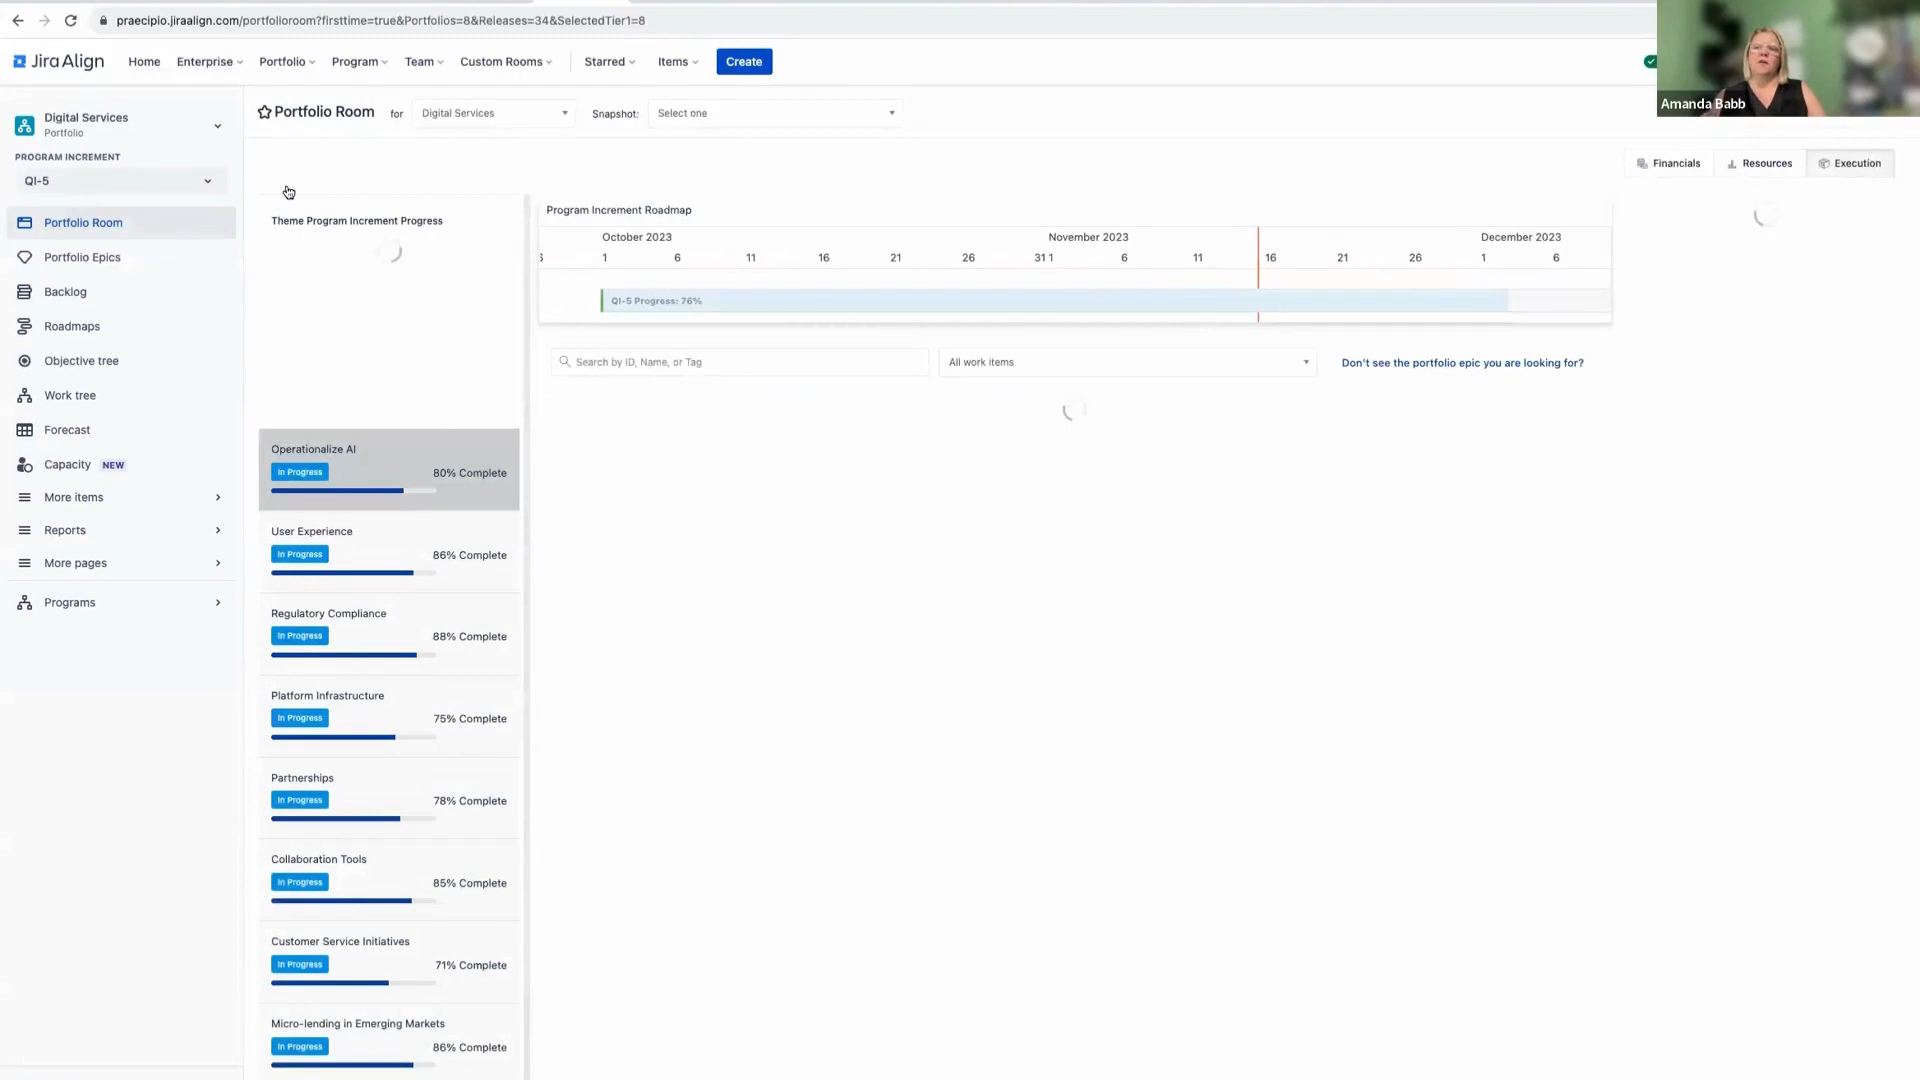 praecipio.jiraalign.com/portfolioroom?firsttime=true&Portfolios=8&Releases=34&SelectedTier1=8
Jira Align Home Enterprise Portfolio Program Team Custom Rooms Starred Items Create
Amanda Babb
Digital Services
Portfolio
PROGRAM INCREMENT
QI-5
Portfolio Room
Portfolio Epics
Backlog
Roadmaps
Objective tree
Work tree
Forecast
Capacity NEW
More items
Reports
More pages
Programs
Portfolio Room for Digital Services Snapshot: Select one
Financials Resources Execution
Theme Program Increment Progress
Operationalize AI
In Progress 80% Complete
User Experience
In Progress 86% Complete
Regulatory Compliance
In Progress 88% Complete
Platform Infrastructure
In Progress 75% Complete
Partnerships
In Progress 78% Complete
Collaboration Tools
In Progress 85% Complete
Customer Service Initiatives
In Progress 71% Complete
Micro-lending in Emerging Markets
In Progress 86% Complete
Program Increment Roadmap
October 2023 November 2023 December 2023
1 6 11 16 21 26 31 1 6 11 16 21 26 1 6
QI-5 Progress: 76%
Search by ID, Name, or Tag All work items Don't see the portfolio epic you are looking for?